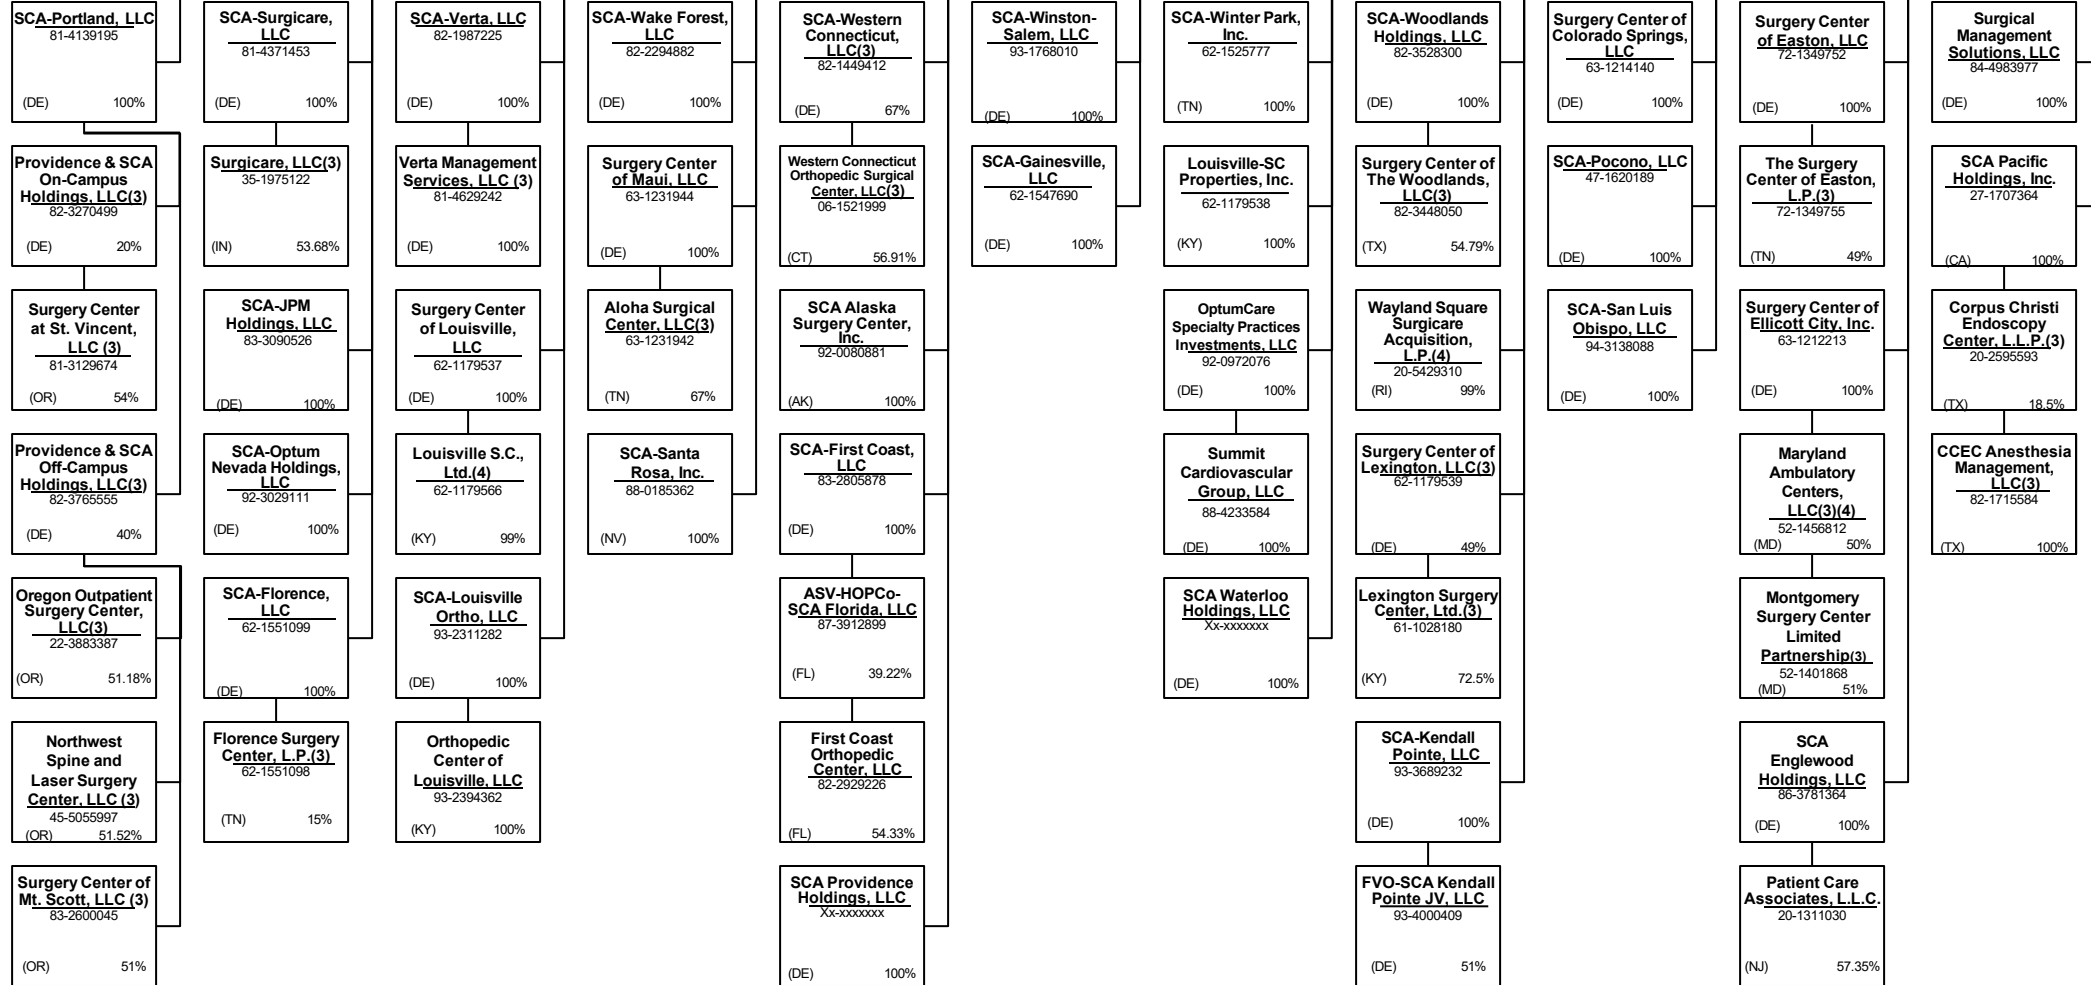 SCA-Portland, LLC
81-4139195
(DE) 100%
Providence & SCA
On-Campus
Holdings, LLC(3)
82-3270499
(DE) 20%
Surgery Center
at St. Vincent,
LLC (3)
81-3129674
(OR) 54%
Providence & SCA
Off-Campus
Holdings, LLC(3)
82-3765555
(DE) 40%
Oregon Outpatient
Surgery Center,
LLC(3)
22-3883387
(OR) 51.18%
Northwest
Spine and
Laser Surgery
Center, LLC (3)
45-5055997
(OR) 51.52%
Surgery Center of
Mt. Scott, LLC (3)
83-2600045
(OR) 51%
SCA-Surgicare,
LLC
81-4371453
(DE) 100%
Surgicare, LLC(3)
35-1975122
(IN) 53.68%
SCA-JPM
Holdings, LLC
83-3090526
(DE) 100%
SCA-Optum
Nevada Holdings,
LLC
92-3029111
(DE) 100%
SCA-Florence,
LLC
62-1551099
(DE) 100%
Florence Surgery
Center, L.P.(3)
62-1551098
(TN) 15%
SCA-Verta, LLC
82-1987225
(DE) 100%
Verta Management
Services, LLC (3)
81-4629242
(DE) 100%
Surgery Center
of Louisville,
LLC
62-1179537
(DE) 100%
Louisville S.C.,
Ltd.(4)
62-1179566
(KY) 99%
SCA-Louisville
Ortho, LLC
93-2311282
(DE) 100%
Orthopedic
Center of
Louisville, LLC
93-2394362
(KY) 100%
SCA-Wake Forest,
LLC
82-2294882
(DE) 100%
Surgery Center
of Maui, LLC
63-1231944
(DE) 100%
Aloha Surgical
Center, LLC(3)
63-1231942
(TN) 67%
SCA-Santa
Rosa, Inc.
88-0185362
(NV) 100%
SCA-Western
Connecticut,
LLC(3)
82-1449412
(DE) 67%
Western Connecticut
Orthopedic Surgical
Center, LLC(3)
06-1521999
(CT) 56.91%
SCA Alaska
Surgery Center,
Inc.
92-0080881
(AK) 100%
SCA-First Coast,
LLC
83-2805878
(DE) 100%
ASV-HOPCo-
SCA Florida, LLC
87-3912899
(FL) 39.22%
First Coast
Orthopedic
Center, LLC
82-2929226
(FL) 54.33%
SCA Providence
Holdings, LLC
Xx-xxxxxxx
(DE) 100%
SCA-Winston-
Salem, LLC
93-1768010
(DE) 100%
SCA-Gainesville,
LLC
62-1547690
(DE) 100%
SCA-Winter Park,
Inc.
62-1525777
(TN) 100%
Louisville-SC
Properties, Inc.
62-1179538
(KY) 100%
OptumCare
Specialty Practices
Investments, LLC
92-0972076
(DE) 100%
Summit
Cardiovascular
Group, LLC
88-4233584
(DE) 100%
SCA Waterloo
Holdings, LLC
Xx-xxxxxxx
(DE) 100%
SCA-Woodlands
Holdings, LLC
82-3528300
(DE) 100%
Surgery Center of
The Woodlands,
LLC(3)
82-3448050
(TX) 54.79%
Wayland Square
Surgicare
Acquisition,
L.P.(4)
20-5429310
(RI) 99%
Surgery Center of
Lexington, LLC(3)
62-1179539
(DE) 49%
Lexington Surgery
Center, Ltd.(3)
61-1028180
(KY) 72.5%
SCA-Kendall
Pointe, LLC
93-3689232
(DE) 100%
FVO-SCA Kendall
Pointe JV, LLC
93-4000409
(DE) 51%
Surgery Center of
Colorado Springs,
LLC
63-1214140
(DE) 100%
SCA-Pocono, LLC
47-1620189
(DE) 100%
SCA-San Luis
Obispo, LLC
94-3138088
(DE) 100%
Surgery Center
of Easton, LLC
72-1349752
(DE) 100%
The Surgery
Center of Easton,
L.P.(3)
72-1349755
(TN) 49%
Surgery Center of
Ellicott City, Inc.
63-1212213
(DE) 100%
Maryland
Ambulatory
Centers,
LLC(3)(4)
52-1456812
(MD) 50%
Montgomery
Surgery Center
Limited
Partnership(3)
52-1401868
(MD) 51%
SCA
Englewood
Holdings, LLC
86-3781364
(DE) 100%
Patient Care
Associates, L.L.C.
20-1311030
(NJ) 57.35%
Surgical
Management
Solutions, LLC
84-4983977
(DE) 100%
SCA Pacific
Holdings, Inc.
27-1707364
(CA) 100%
Corpus Christi
Endoscopy
Center, L.L.P.(3)
20-2595593
(TX) 18.5%
CCEC Anesthesia
Management,
LLC(3)
82-1715584
(TX) 100%